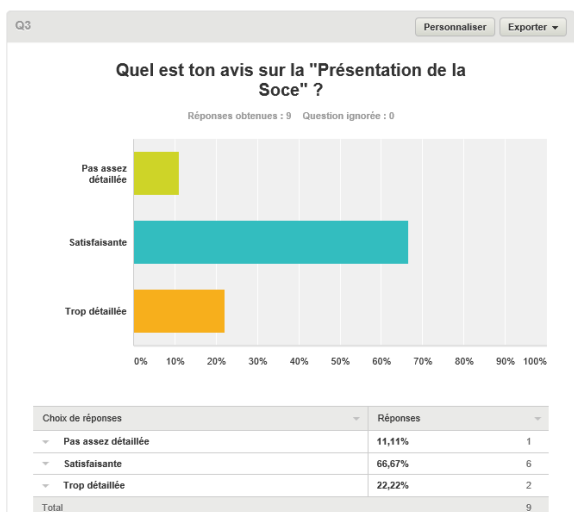 Q3
Personnaliser
Exporter
Quel est ton avis sur la "Présentation de la
Soce" ?
Réponses obtenues : 9 Question ignorée : 0
Pas assez
détaillée
Satisfaisante
Trop détaillée
0% 10% 20% 30% 40% 50% 60% 70% 80% 90% 100%
Choix de réponses Réponses
Pas assez détaillée 11,11% 1
Satisfaisante 66,67% 6
Trop détaillée 22,22% 2
Total 9